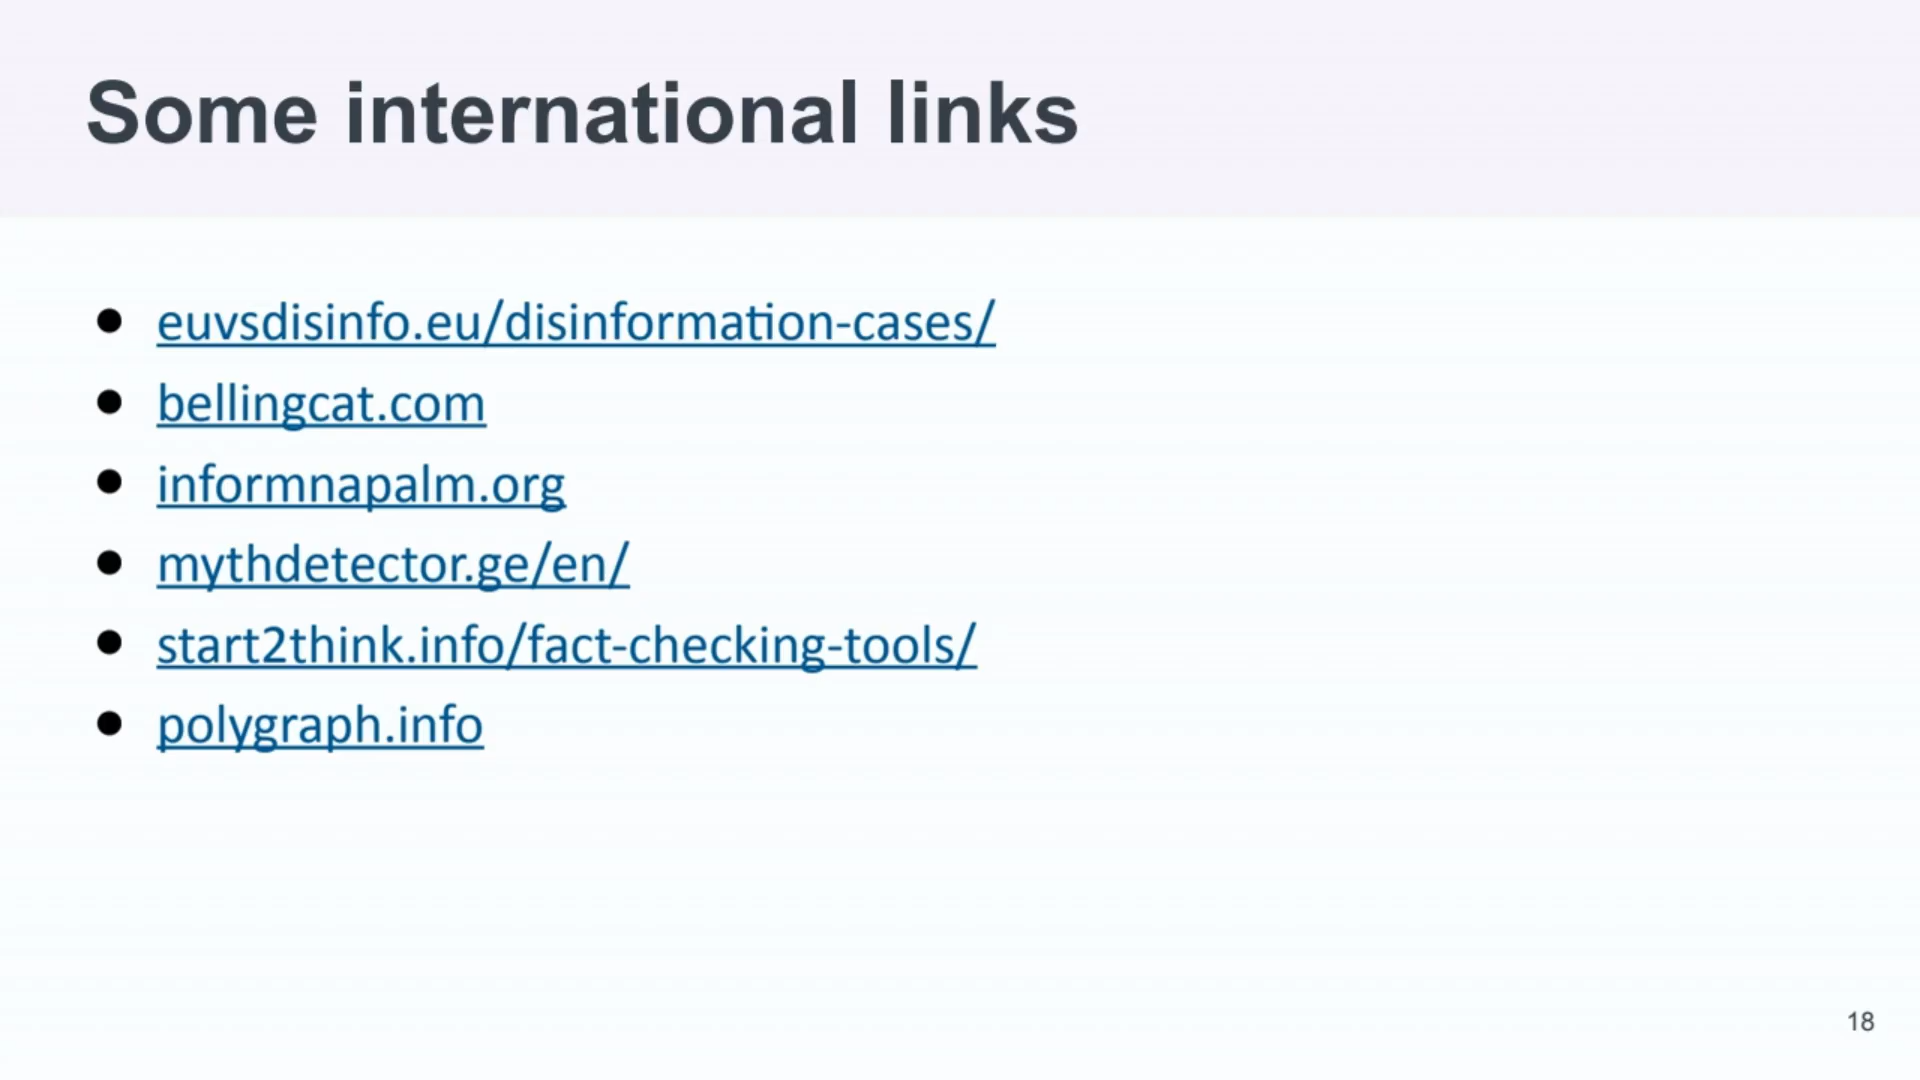 Some international links
● euvsdisinfo.eu/disinformation-cases/
● bellingcat.com
● informnapalm.org
● mythdetector.ge/en/
● start2think.info/fact-checking-tools/
● polygraph.info
18